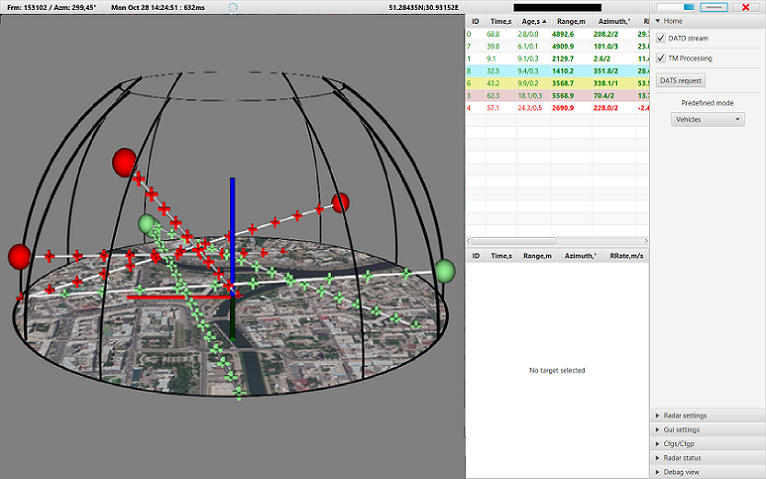 Frm: 153102 / Azm: 299,45° Mon Oct 28 14:24:51 : 632ms 51.28435N;30.93152E
ID Time,s Age,s Range,m Azimuth,°
0 68.8 2.8/0.0 4892.6 208.2/2 29.
7 39.8 6.1/0.1 4909.9 101.0/3 23.
1 9.1 9.1/0.3 2129.7 2.6/2 11.
8 32.5 9.4/0.3 1410.2 351.8/2 28.
6 43.2 9.9/0.2 3568.7 338.1/1 53.
3 62.3 18.1/0.3 5568.9 70.4/2 13.
4 57.1 24.3/0.5 2690.9 228.0/2 -2.
ID Time,s Range,m Azimuth,° RRate,m/s
No target selected
Home
DATD stream
TM Processing
DATS request
Predefined mode
Vehicles
Radar settings
Gui settings
Cfgs/Cfgp
Radar status
Debag view